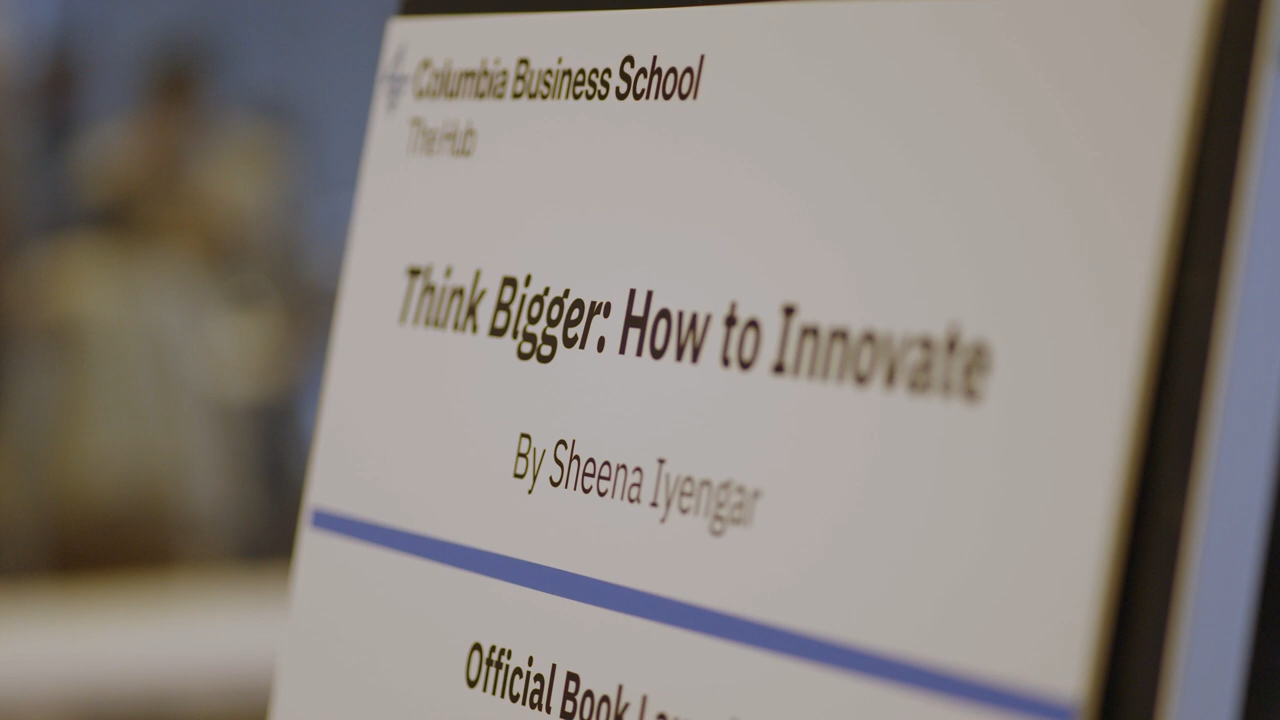 Columbia Business School
The Hub
Think Bigger: How to Innovate
By Sheena Iyengar
Official Book